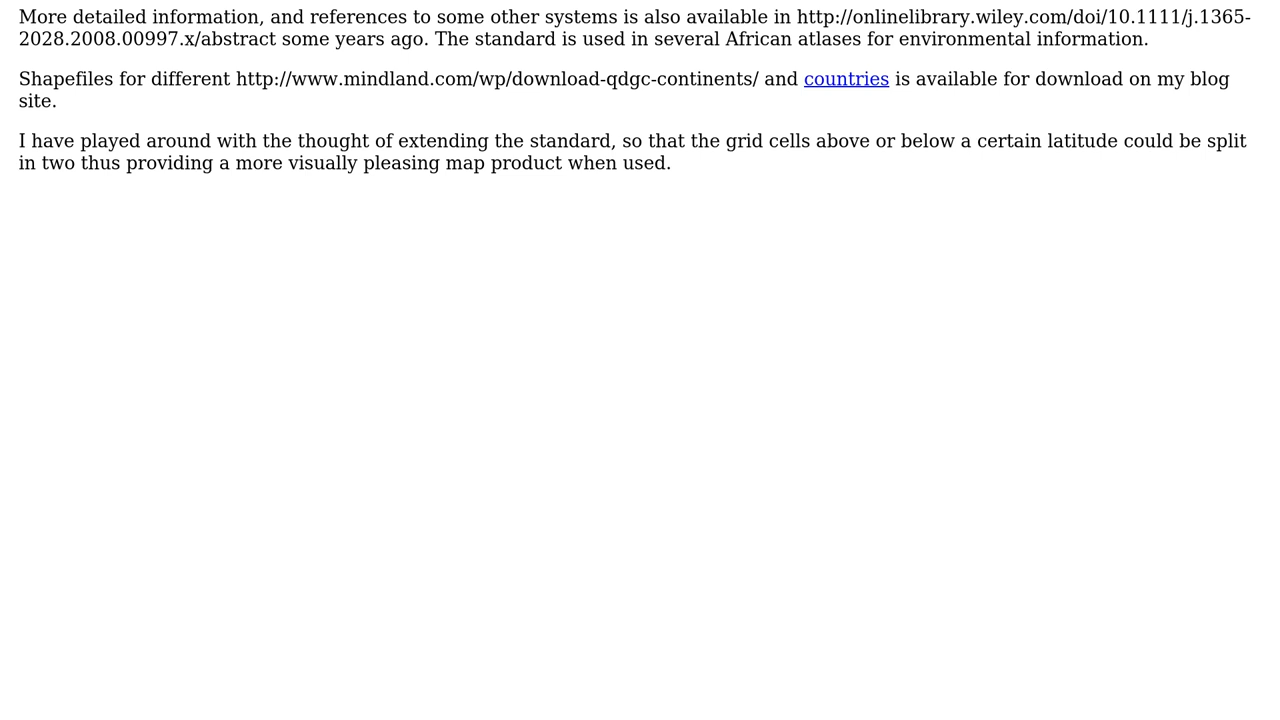 More detailed information, and references to some other systems is also available in http://onlinelibrary.wiley.com/doi/10.1111/j.1365-
2028.2008.00997.x/abstract some years ago. The standard is used in several African atlases for environmental information.
Shapefiles for different http://www.mindland.com/wp/download-qdgc-continents/ and countries is available for download on my blog
site.
I have played around with the thought of extending the standard, so that the grid cells above or below a certain latitude could be split
in two thus providing a more visually pleasing map product when used.